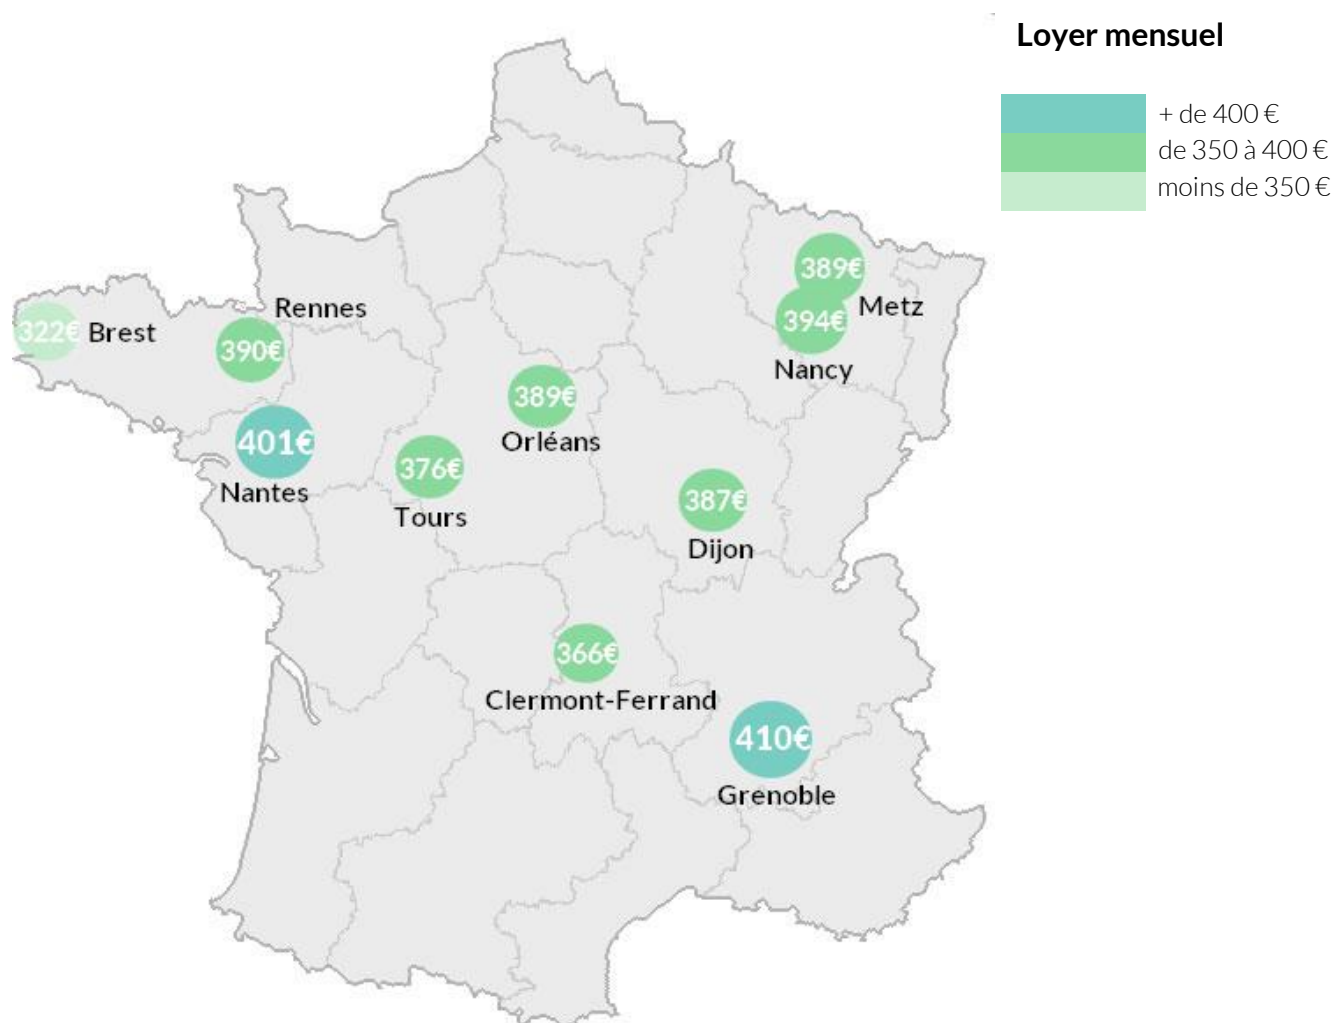 Loyer mensuel
+ de 400 €
de 350 à 400 €
moins de 350 €
389€
Metz
394€
Nancy
Rennes
390€
322€ Brest
389€
Orléans
401€
Nantes
376€
Tours
387€
Dijon
366€
Clermont-Ferrand
410€
Grenoble